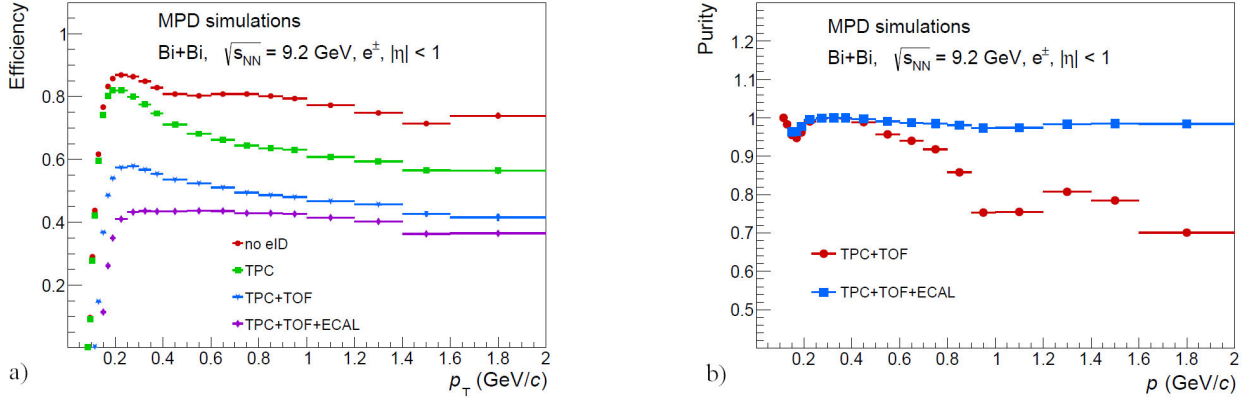 MPD simulations
Bi+Bi, √sNN = 9.2 GeV, e±, |η| < 1
Efficiency
1
0.8
0.6
0.4
0.2
no eID
TPC
TPC+TOF
TPC+TOF+ECAL
0.2 0.4 0.6 0.8 1 1.2 1.4 1.6 1.8 2
pT (GeV/c)
a)
MPD simulations
Bi+Bi, √sNN = 9.2 GeV, e±, |η| < 1
Purity
1.2
1.1
1
0.9
0.8
0.7
0.6
0.5
TPC+TOF
TPC+TOF+ECAL
0.2 0.4 0.6 0.8 1 1.2 1.4 1.6 1.8 2
p (GeV/c)
b)